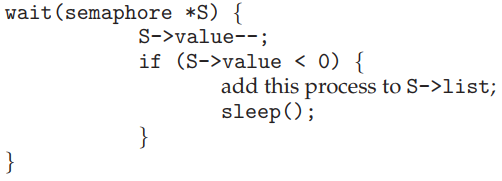 wait(semaphore *S) {
S->value--;
if (S->value < 0) {
add this process to S->list;
sleep();
}
}